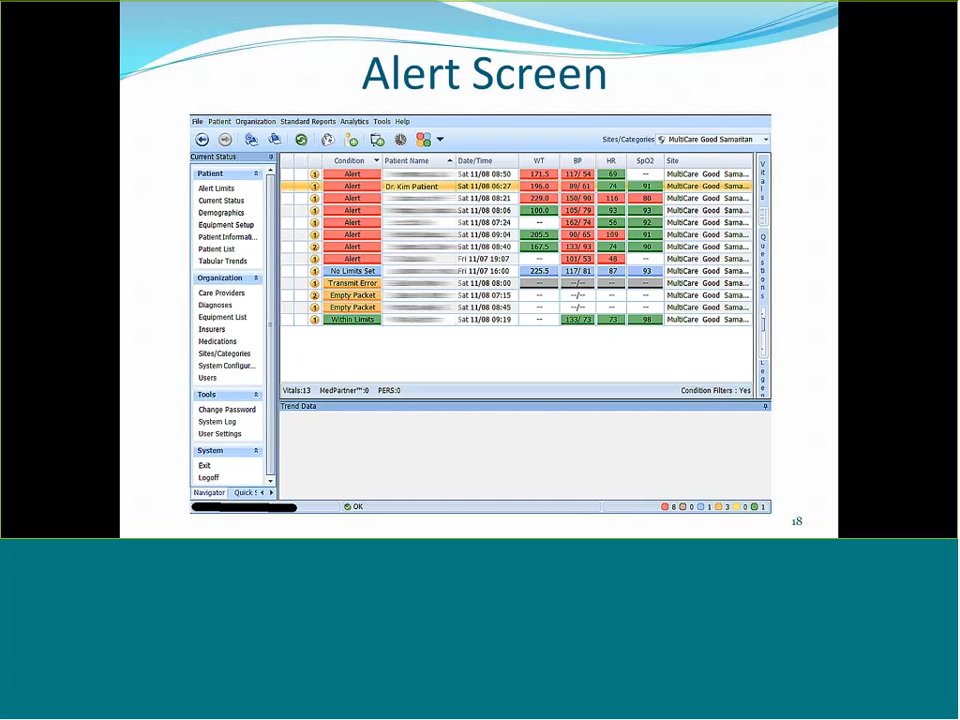 Alert Screen
File Patient Organization Standard Reports Analytics Tools Help
Sites/Categories MultiCare Good Samaritan
Current Status
Condition Patient Name Date/Time WT BP HR SpO2 Site
1 Alert Sat 11/08 08:50 171.5 117/ 54 69 -- MultiCare Good Sama...
1 Alert Dr. Kim Patient Sat 11/08 06:27 196.0 89/ 61 74 91 MultiCare Good Sama...
1 Alert Sat 11/08 08:21 229.0 150/ 90 116 80 MultiCare Good Sama...
1 Alert Sat 11/08 08:06 100.0 105/ 79 93 93 MultiCare Good Sama...
1 Alert Sat 11/08 07:24 -- 162/ 74 56 92 MultiCare Good Sama...
1 Alert Sat 11/08 09:04 205.5 90/ 65 109 91 MultiCare Good Sama...
2 Alert Sat 11/08 08:40 167.5 133/ 93 74 90 MultiCare Good Sama...
1 Alert Fri 11/07 19:07 -- 101/ 53 48 -- MultiCare Good Sama...
1 No Limits Set Fri 11/07 16:00 225.5 117/ 81 87 93 MultiCare Good Sama...
1 Transmit Error Sat 11/08 08:00 -- --/-- -- -- MultiCare Good Sama...
2 Empty Packet Sat 11/08 07:15 -- --/-- -- -- MultiCare Good Sama...
1 Empty Packet Sat 11/08 08:45 -- --/-- -- -- MultiCare Good Sama...
1 Within Limits Sat 11/08 09:19 -- 133/ 73 73 98 MultiCare Good Sama...
Patient
Alert Limits
Current Status
Demographics
Equipment Setup
Patient Informati...
Patient List
Tabular Trends
Organization
Care Providers
Diagnoses
Equipment List
Insurers
Medications
Sites/Categories
System Configur...
Users
Tools
Change Password
System Log
User Settings
System
Exit
Logoff
Navigator Quick S
Vitals
Questions
Legen
Vitals:13 MedPartner™:0 PERS:0 Condition Filters : Yes
Trend Data
OK 8 0 1 3 0 1
18